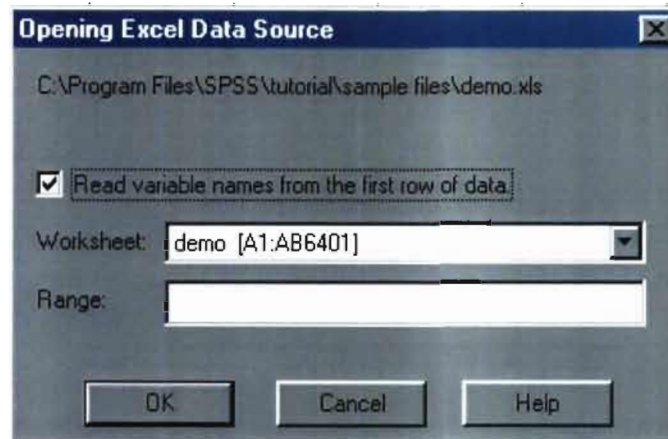 Opening Excel Data Source
C:\Program Files\SPSS\tutorial\sample files\demo.xls
Read variable names from the first row of data.
Worksheet: demo [A1:AB6401]
Range:
OK Cancel Help